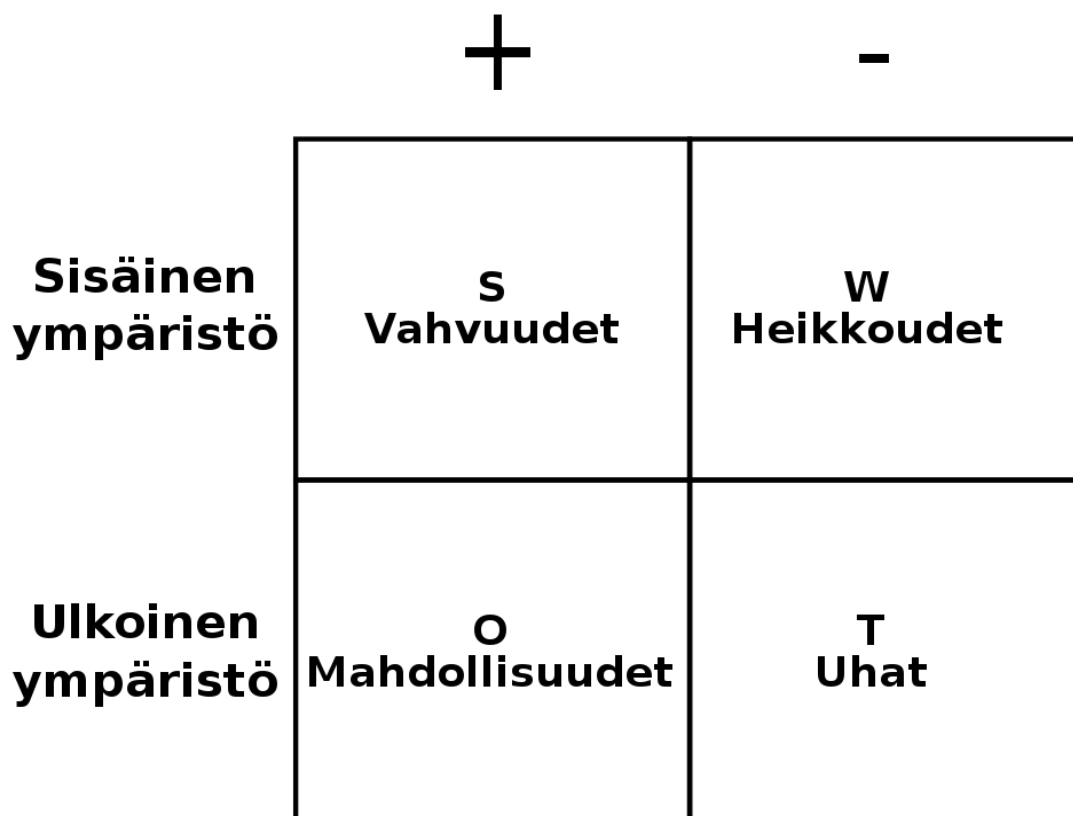 + -
Sisäinen
ympäristö
S
Vahvuudet
W
Heikkoudet
Ulkoinen
ympäristö
O
Mahdollisuudet
T
Uhat